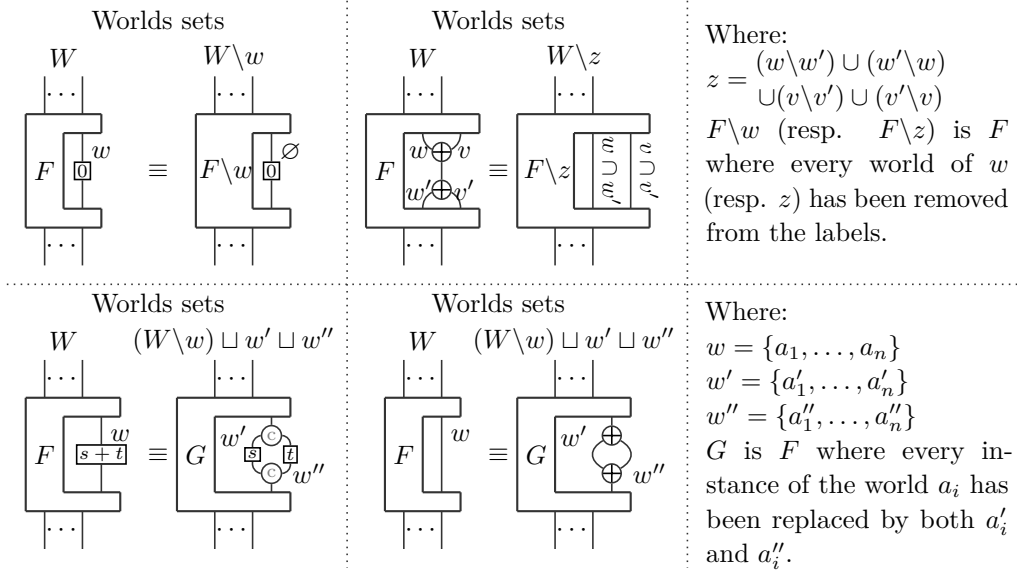 Worlds sets
W W\w
··· ···
F w 0 ≡ F\w 0 ∅
··· ···
Worlds sets
W W\z
··· ···
F w v w′ v′ ≡ F\z w ∪ w′ v ∪ v′
··· ···
Where:
z = (w\w′) ∪ (w′\w)
∪(v\v′) ∪ (v′\v)
F\w (resp. F\z) is F
where every world of w
(resp. z) has been removed
from the labels.
Worlds sets
W (W\w) ⊔ w′ ⊔ w″
··· ···
F w s + t ≡ G w′ C s t C w″
··· ···
Worlds sets
W (W\w) ⊔ w′ ⊔ w″
··· ···
F w ≡ G w′ w″
··· ···
Where:
w = {a₁, . . . , aₙ}
w′ = {a′₁, . . . , a′ₙ}
w″ = {a″₁, . . . , a″ₙ}
G is F where every in-
stance of the world aᵢ has
been replaced by both a′ᵢ
and a″ᵢ.